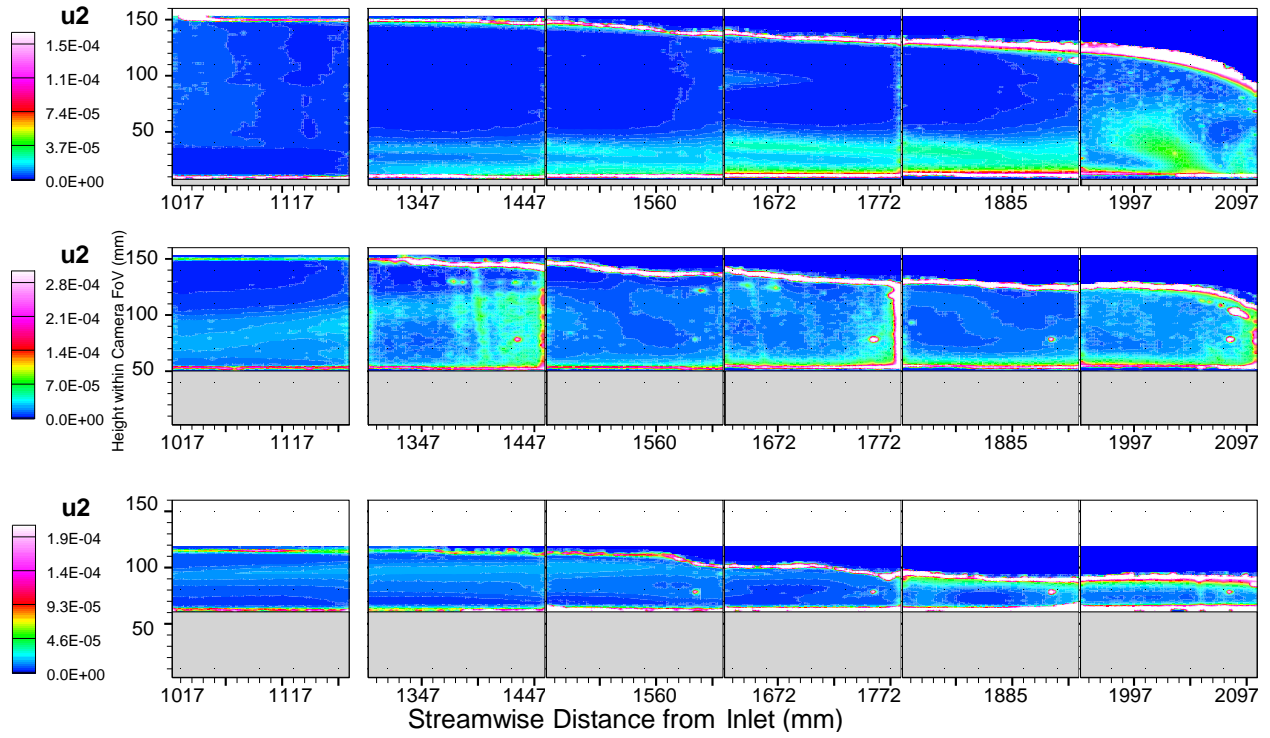 u2
1.5E-04
1.1E-04
7.4E-05
3.7E-05
0.0E+00
150
100
50
1017 1117 1347 1447 1560 1672 1772 1885 1997 2097
u2
2.8E-04
2.1E-04
1.4E-04
7.0E-05
0.0E+00
Height within Camera FoV (mm)
150
100
50
1017 1117 1347 1447 1560 1672 1772 1885 1997 2097
u2
1.9E-04
1.4E-04
9.3E-05
4.6E-05
0.0E+00
150
100
50
1017 1117 1347 1447 1560 1672 1772 1885 1997 2097
Streamwise Distance from Inlet (mm)